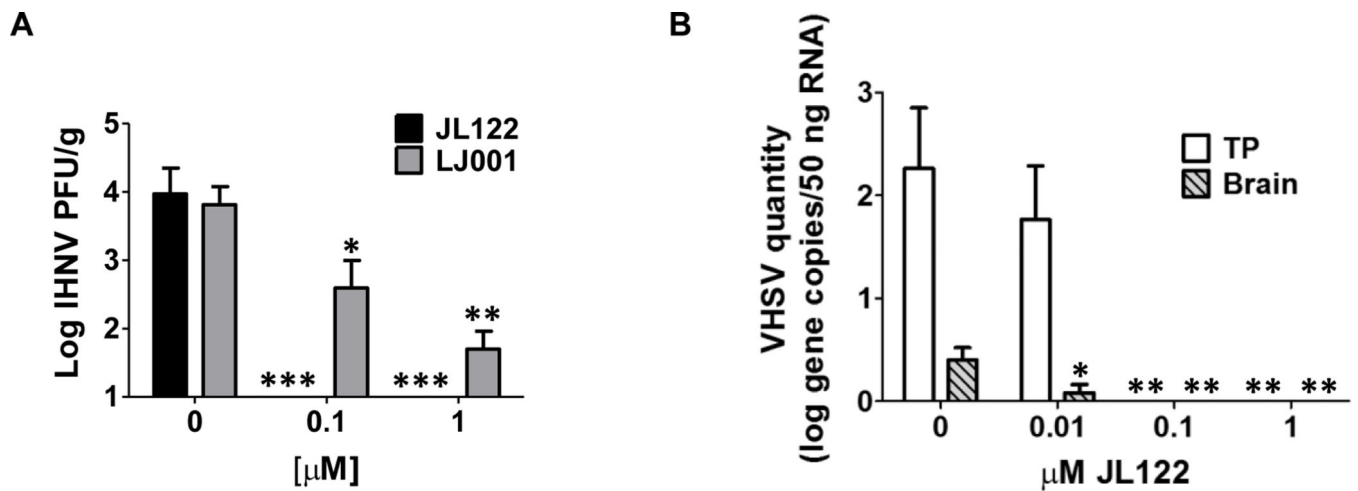 A
Log IHNV PFU/g
5
4
3
2
1
JL122
LJ001
*
**
*** ***
0 0.1 1
[μM]
B
VHSV quantity
(log gene copies/50 ng RNA)
3
2
1
0
TP
Brain
*
** ** ** **
0 0.01 0.1 1
μM JL122